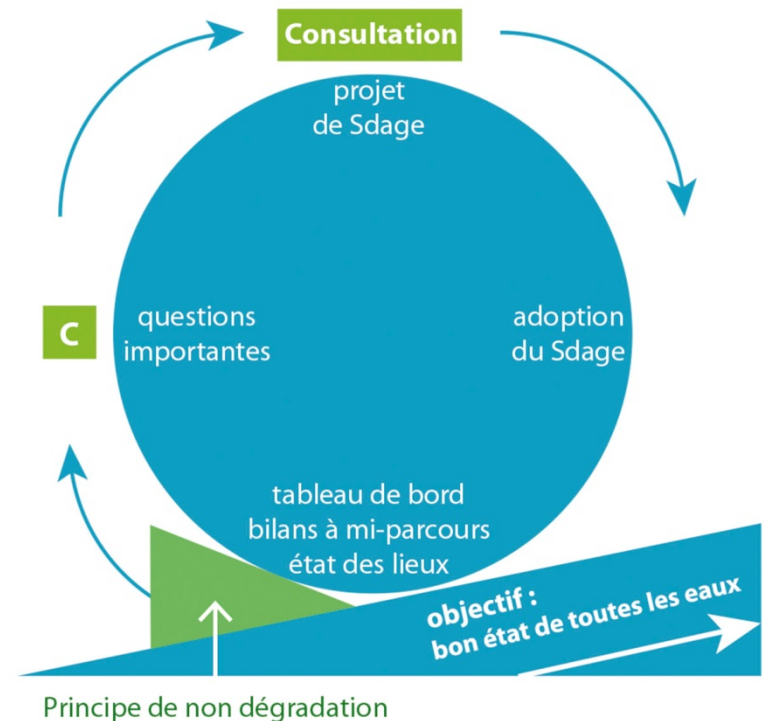 Consultation
projet
de Sdage
C
questions
importantes
adoption
du Sdage
tableau de bord
bilans à mi-parcours
état des lieux
objectif :
bon état de toutes les eaux
Principe de non dégradation